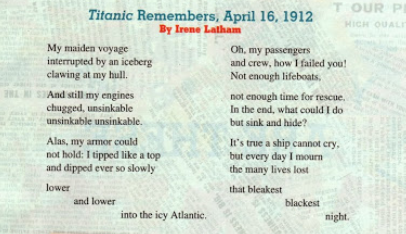 Titanic Remembers, April 16, 1912
By Irene Latham
My maiden voyage
interrupted by an iceberg
clawing at my hull.
And still my engines
chugged, unsinkable
unsinkable unsinkable.
Alas, my armor could
not hold: I tipped like a top
and dipped ever so slowly
lower
and lower
into the icy Atlantic.
Oh, my passengers
and crew, how I failed you!
Not enough lifeboats,
not enough time for rescue.
In the end, what could I do
but sink and hide?
It's true a ship cannot cry,
but every day I mourn
the many lives lost
that bleakest
blackest
night.